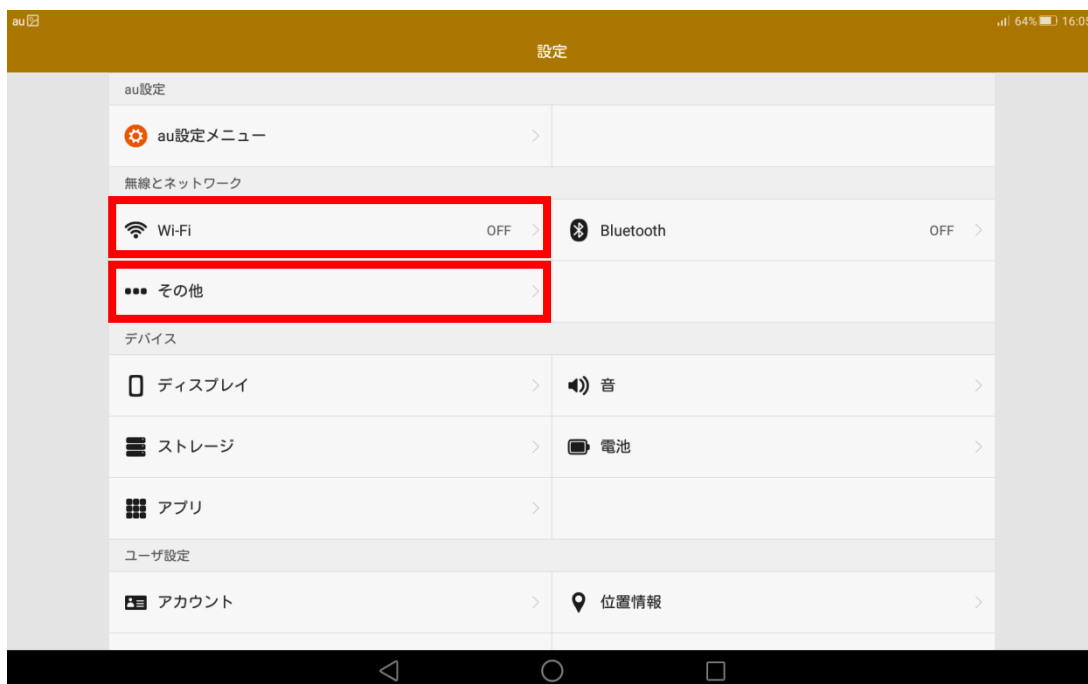 au 64% 16:05
設定
au設定
au設定メニュー
無線とネットワーク
Wi-Fi OFF Bluetooth OFF
その他
デバイス
ディスプレイ 音
ストレージ 電池
アプリ
ユーザ設定
アカウント 位置情報